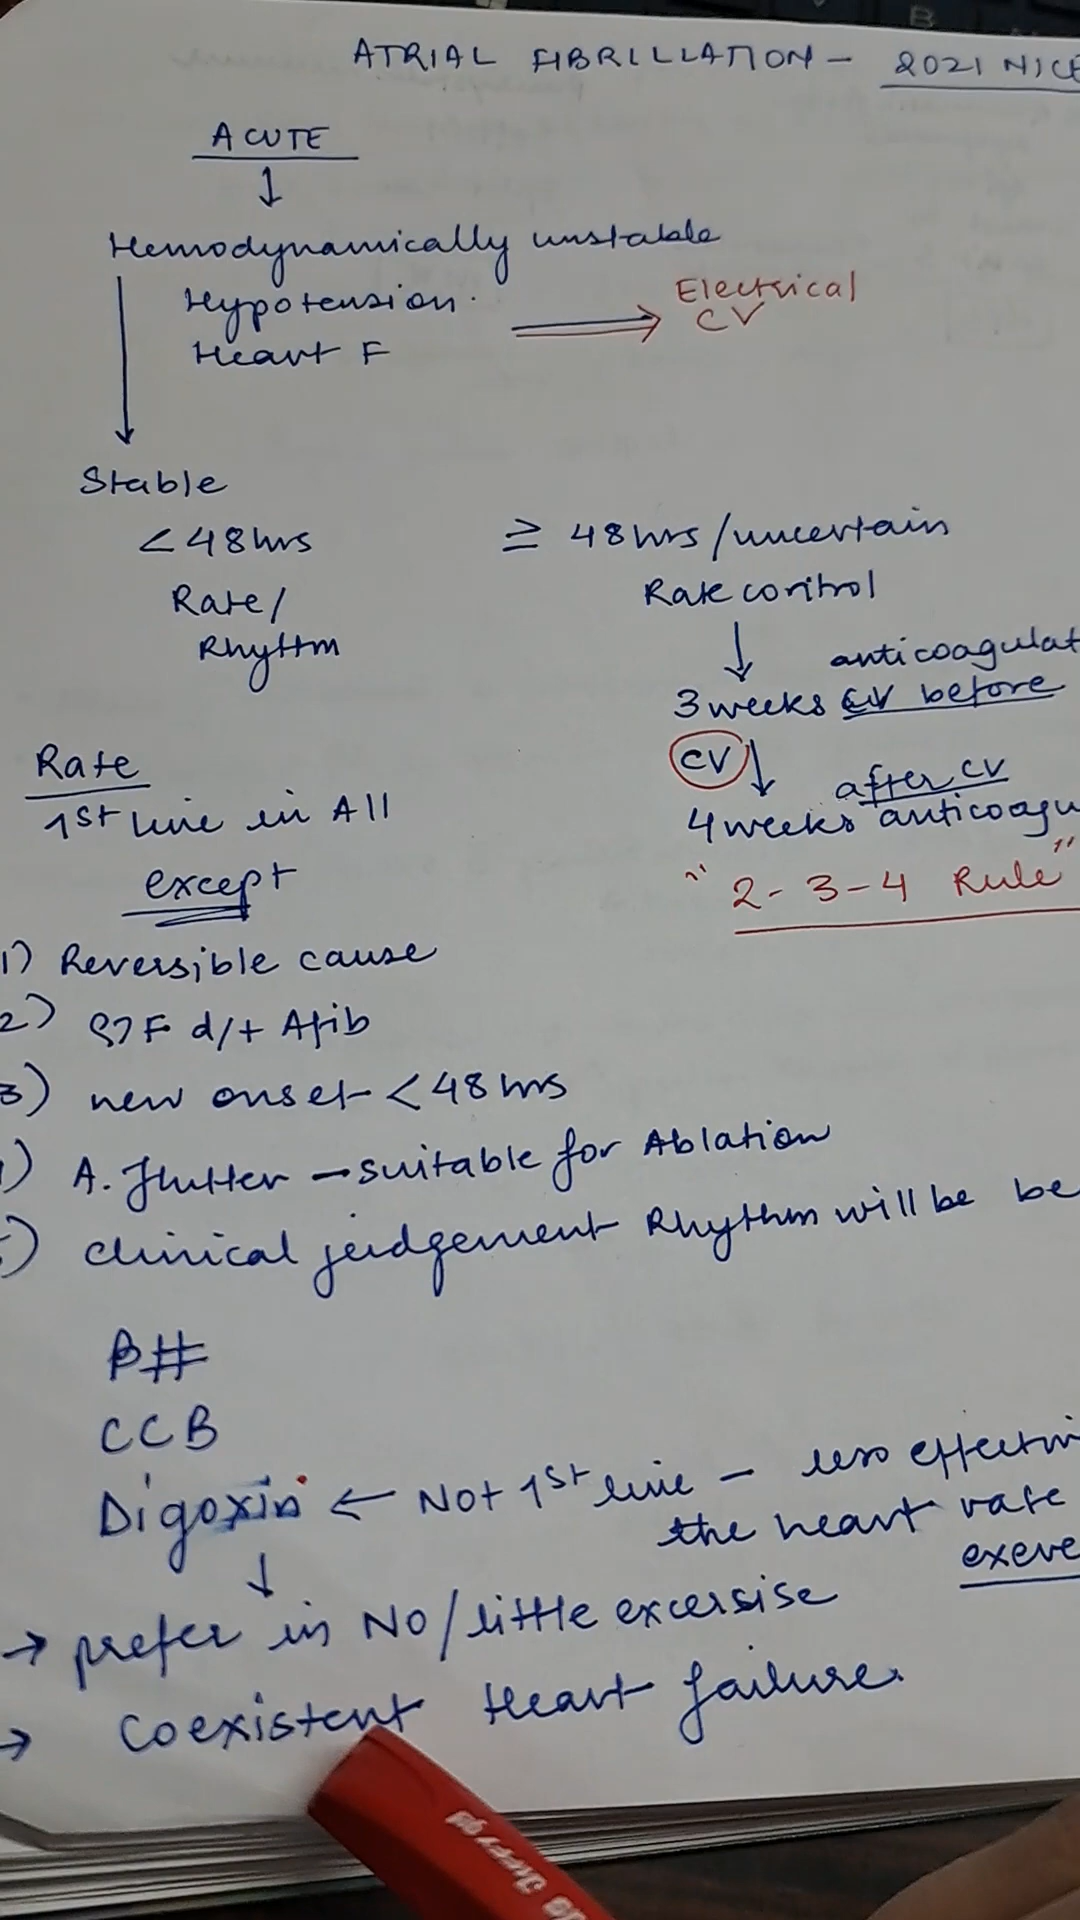 ATRIAL FIBRILLATION - 2021 NICE
ACUTE
↓
Hemodynamically unstable
Hypotension.
Heart F
Electrical
CV
Stable
<48hrs
Rate/
Rhythm
≥ 48hrs/uncertain
Rate control
↓ anticoagulat
3 weeks CV before
CV ↓ after CV
4 weeks anticoagu
"2-3-4 Rule"
Rate
1st line in All
except
1) Reversible cause
2) F d/t Afib
3) new onset <48 hrs
) A. flutter - suitable for Ablation
) clinical judgement Rhythm will be be
B#
CCB
Digoxin ← Not 1st line - less effectiv
the heart rate
exerc
↓
→ prefer in NO/little excersise
→ coexistent Heart failure.